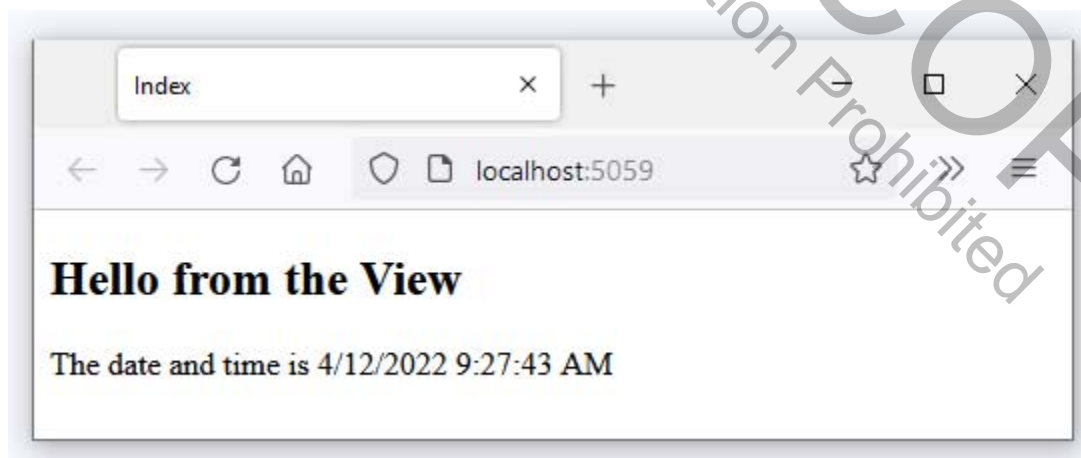 Index
localhost:5059
Hello from the View
The date and time is 4/12/2022 9:27:43 AM
Prohibited